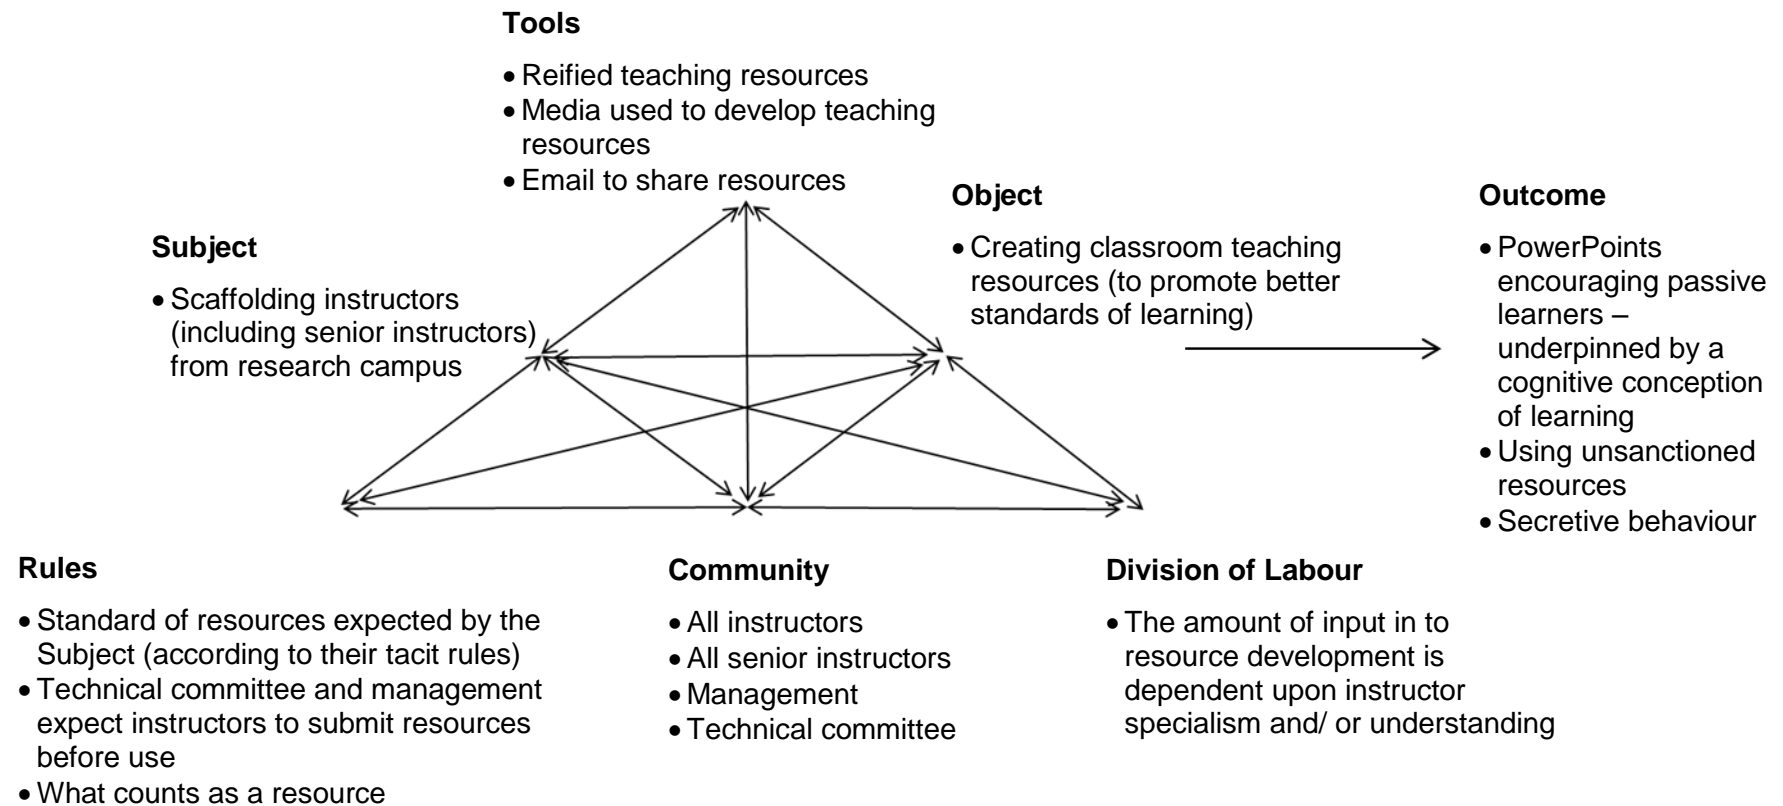 Tools
• Reified teaching resources
• Media used to develop teaching
resources
• Email to share resources
Subject
• Scaffolding instructors
(including senior instructors)
from research campus
Object
• Creating classroom teaching
resources (to promote better
standards of learning)
Outcome
• PowerPoints
encouraging passive
learners –
underpinned by a
cognitive conception
of learning
• Using unsanctioned
resources
• Secretive behaviour
Rules
• Standard of resources expected by the
Subject (according to their tacit rules)
• Technical committee and management
expect instructors to submit resources
before use
• What counts as a resource
Community
• All instructors
• All senior instructors
• Management
• Technical committee
Division of Labour
• The amount of input in to
resource development is
dependent upon instructor
specialism and/ or understanding